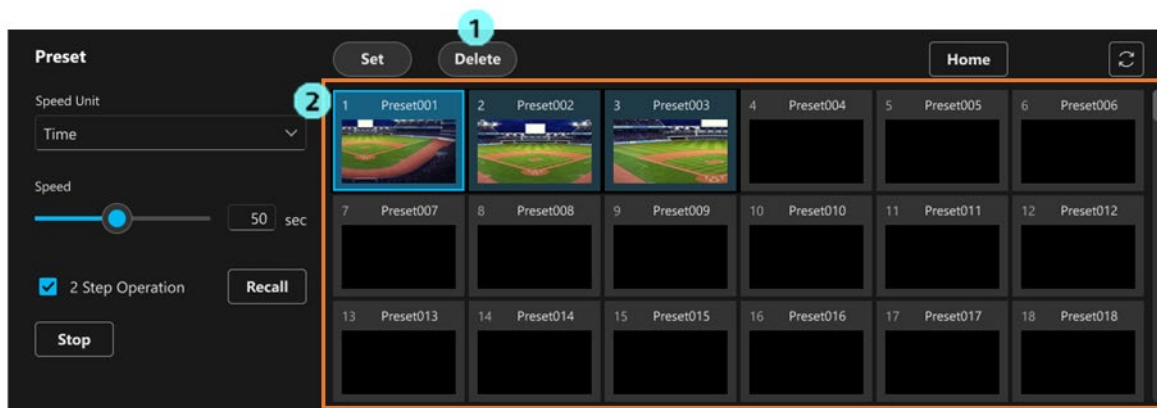 1
Preset
Set
Delete
Home
Speed Unit
2
Time
Speed
50 sec
2 Step Operation
Recall
Stop
1 Preset001
2 Preset002
3 Preset003
4 Preset004
5 Preset005
6 Preset006
7 Preset007
8 Preset008
9 Preset009
10 Preset010
11 Preset011
12 Preset012
13 Preset013
14 Preset014
15 Preset015
16 Preset016
17 Preset017
18 Preset018